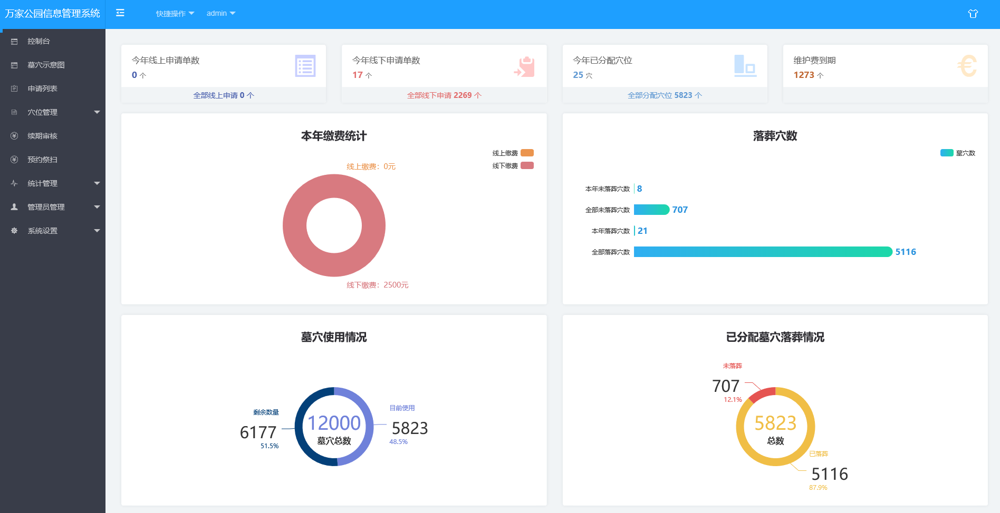 万家公园信息管理系统
快捷操作
admin
控制台
墓穴示意图
申请列表
穴位管理
续期审核
预约祭扫
统计管理
管理员管理
系统设置
今年线上申请单数
0 个
全部线上申请 0 个
今年线下申请单数
17 个
全部线下申请 2269 个
今年已分配穴位
25 穴
全部分配穴位 5823 个
维护费到期
1273 个
本年缴费统计
线上缴费
线下缴费
线上缴费：0元
线下缴费：2500元
落葬穴数
墓穴数
本年未落葬穴数 8
全部未落葬穴数 707
本年落葬穴数 21
全部落葬穴数 5116
墓穴使用情况
剩余数量
6177
51.5%
12000
墓穴总数
目前使用
5823
48.5%
已分配墓穴落葬情况
未落葬
707
12.1%
5823
总数
已落葬
5116
87.9%